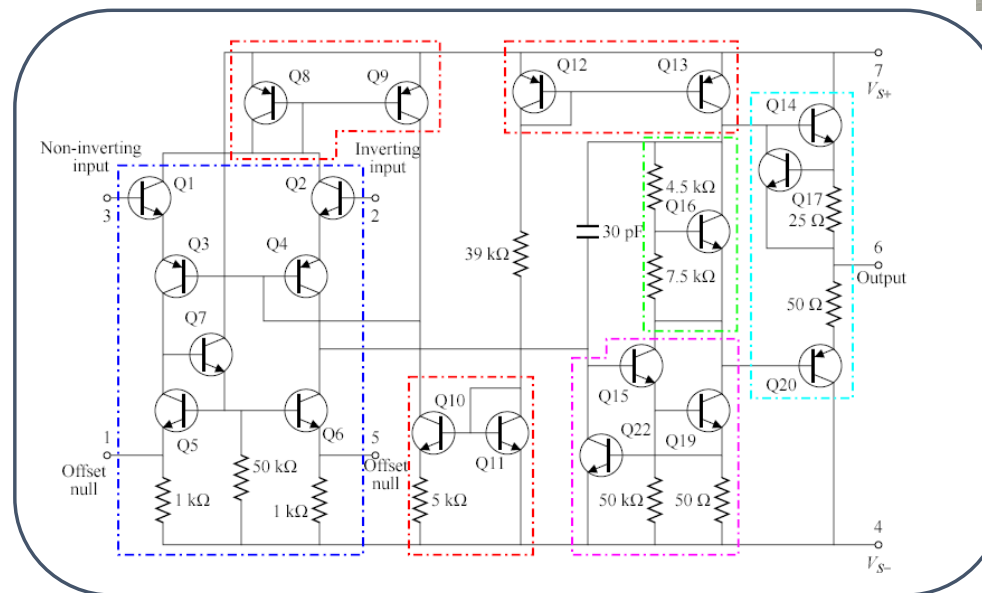 Q8
Q9
Q12
Q13
7
V_S+
Q14
Non-inverting
input
Inverting
input
Q1
Q2
3
2
4.5 kΩ
Q16
Q17
25 Ω
30 pF
Q3
Q4
39 kΩ
6
Output
7.5 kΩ
50 Ω
Q7
Q15
Q20
Q10
Q22
Q19
Q5
Q6
1
5
Offset
null
Offset
null
Q11
50 kΩ
1 kΩ
1 kΩ
5 kΩ
50 kΩ
50 Ω
4
V_S–